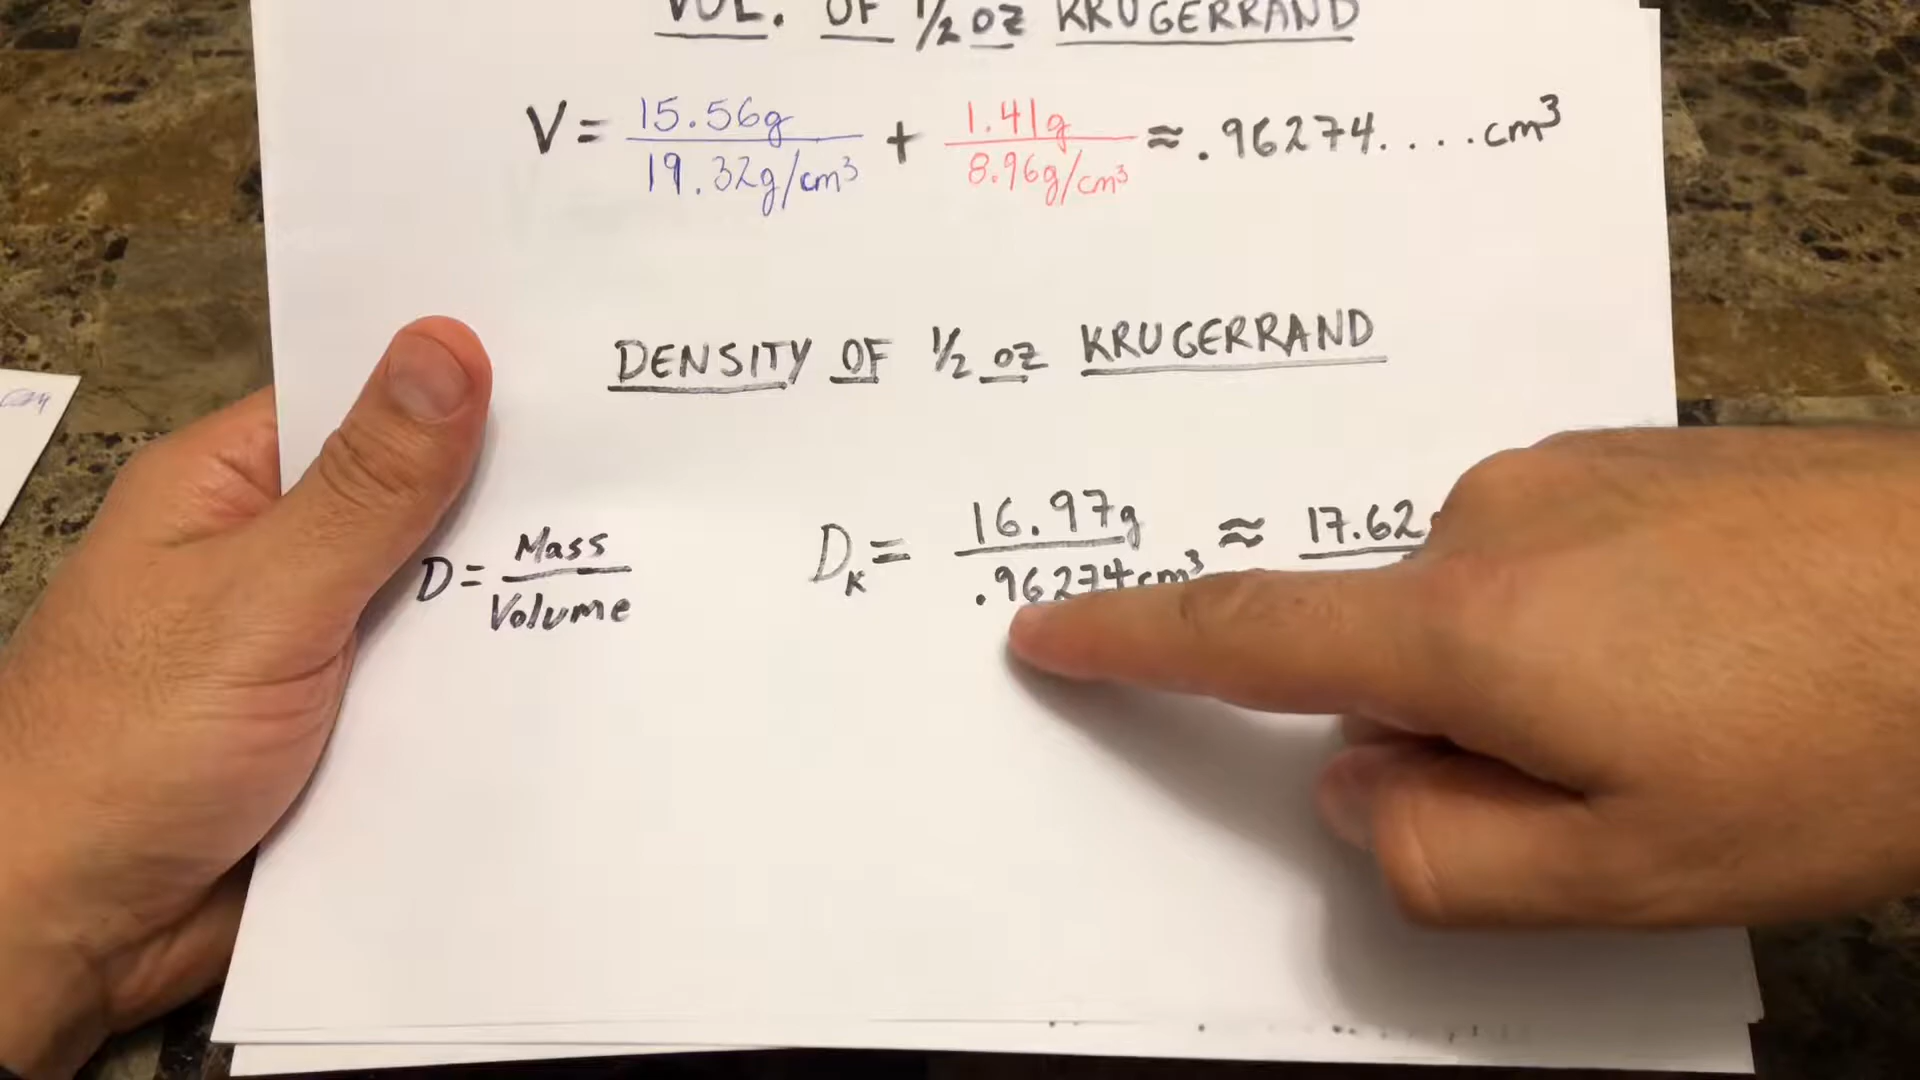 VOL. OF 1/2 oz KRUGERRAND
V = 15.56g / 19.32g/cm³ + 1.41g / 8.96g/cm³ ≈ .96274.... cm³
DENSITY OF 1/2 oz KRUGERRAND
D = Mass / Volume
Dₖ = 16.97g / .96274cm³ ≈ 17.62